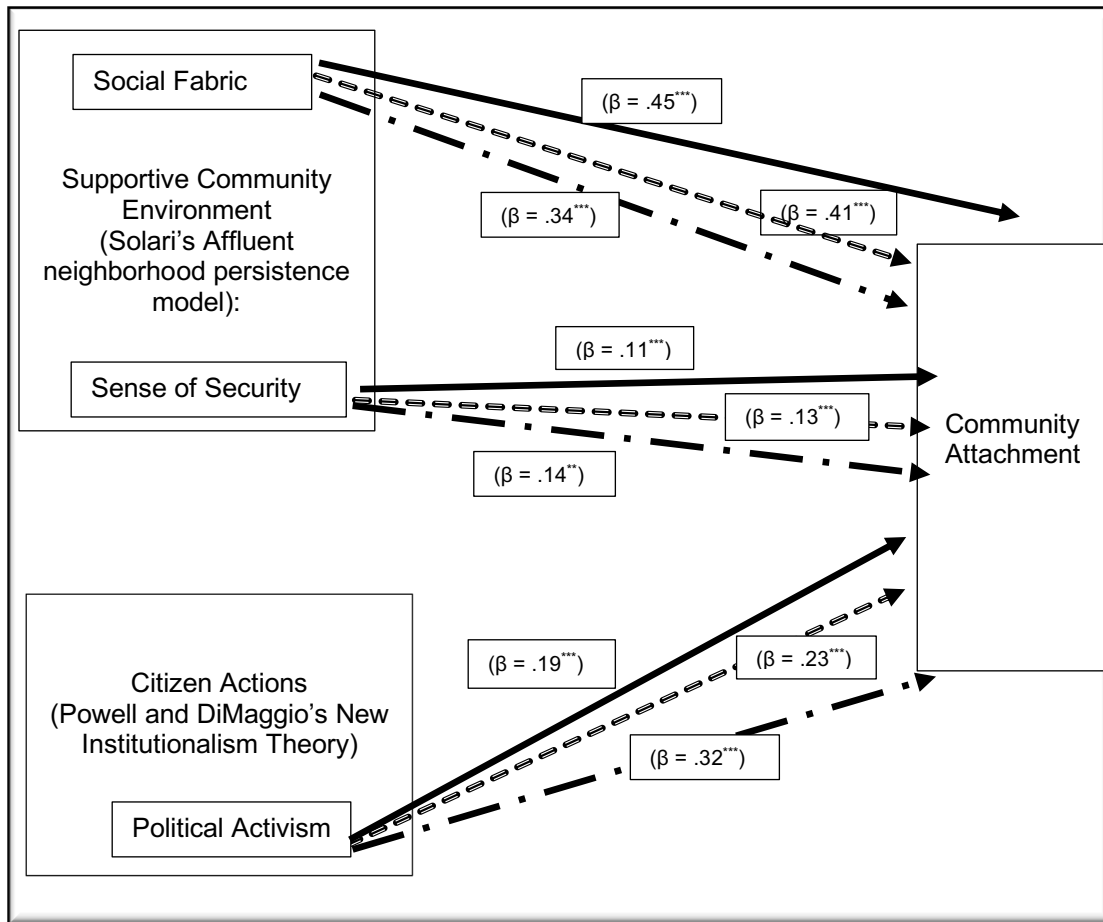 Social Fabric
(β = .45***)
Supportive Community
Environment
(Solari’s Affluent
neighborhood persistence
model):
(β = .34***)
(β = .41***)
(β = .11***)
Sense of Security
(β = .13***)
Community
Attachment
(β = .14**)
(β = .19***)
(β = .23***)
Citizen Actions
(Powell and DiMaggio’s New
Institutionalism Theory)
(β = .32***)
Political Activism